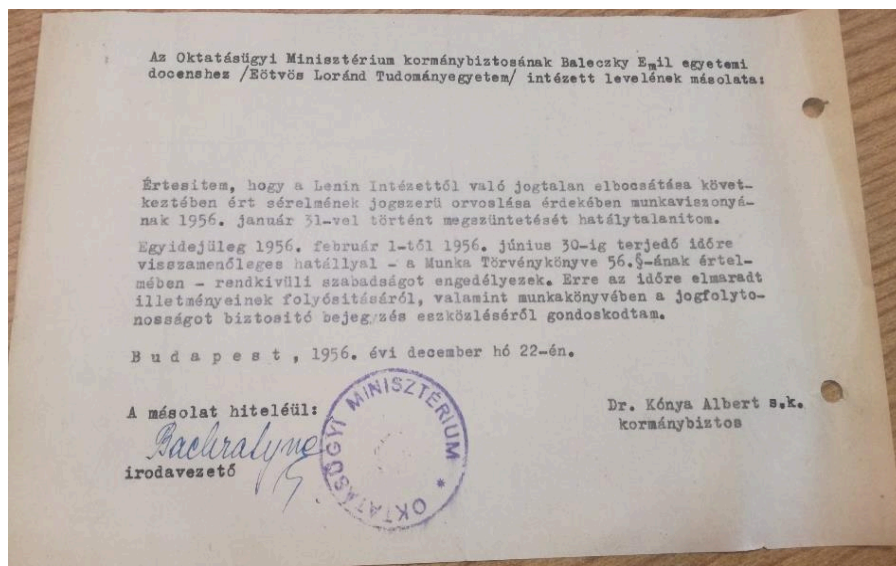 Az Oktatásügyi Minisztérium kormánybiztosának Baleczky Emil egyetemi
docenshez /Eötvös Loránd Tudományegyetem/ intézett levelének másolata:
Értesitem, hogy a Lenin Intézettől való jogtalan elbocsátása követ-
keztében ért sérelmének jogszerű orvoslása érdekében munkaviszonyá-
nak 1956. január 31-vel történt megszüntetését hatálytalanitom.
Egyidejüleg 1956. február 1-től 1956. június 30-ig terjedő időre
visszamenőleges hatállyal - a Munka Törvénykönyve 56.§-ának értel-
mében - rendkivüli szabadságot engedélyezek. Erre az időre elmaradt
illetményeinek folyósitásáról, valamint munkakönyvében a jogfolyto-
nosságot biztositó bejegyzés eszközléséről gondoskodtam.
B u d a p e s t , 1956. évi december hó 22-én.
A másolat hiteléül:
Bachratyné
irodavezető
OKTATÁSÜGYI MINISZTÉRIUM *
Dr. Kónya Albert s.k.
kormánybiztos